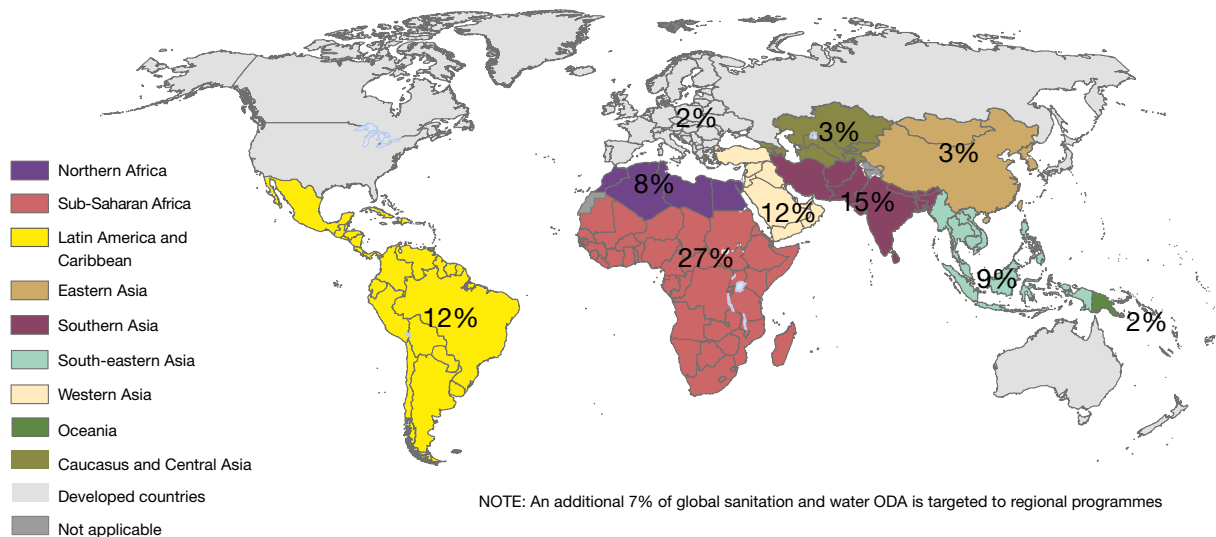 2%
3%
3%
8%
12%
15%
27%
9%
12%
2%
Northern Africa
Sub-Saharan Africa
Latin America and
Caribbean
Eastern Asia
Southern Asia
South-eastern Asia
Western Asia
Oceania
Caucasus and Central Asia
Developed countries
Not applicable
NOTE: An additional 7% of global sanitation and water ODA is targeted to regional programmes